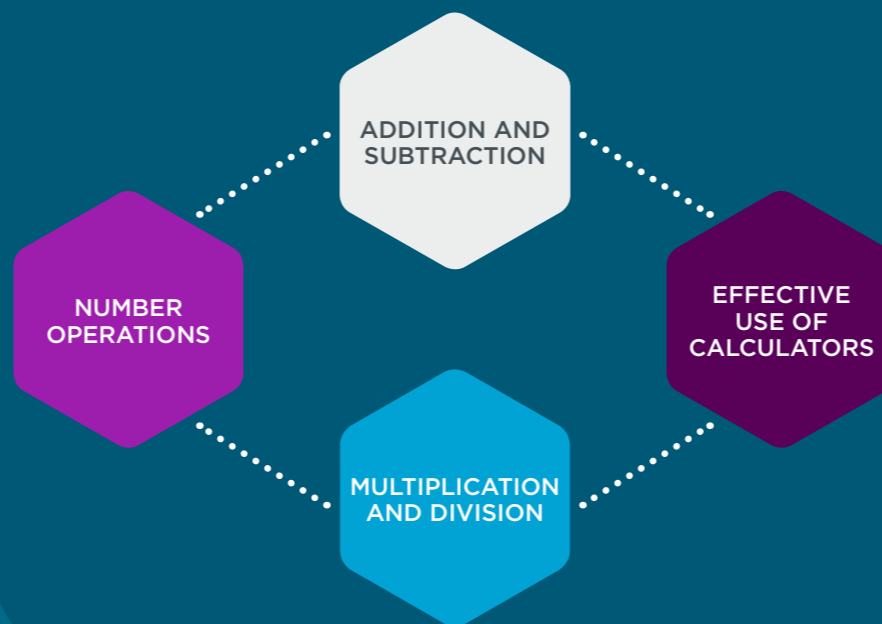 ADDITION AND
SUBTRACTION
NUMBER
OPERATIONS
EFFECTIVE
USE OF
CALCULATORS
MULTIPLICATION
AND DIVISION